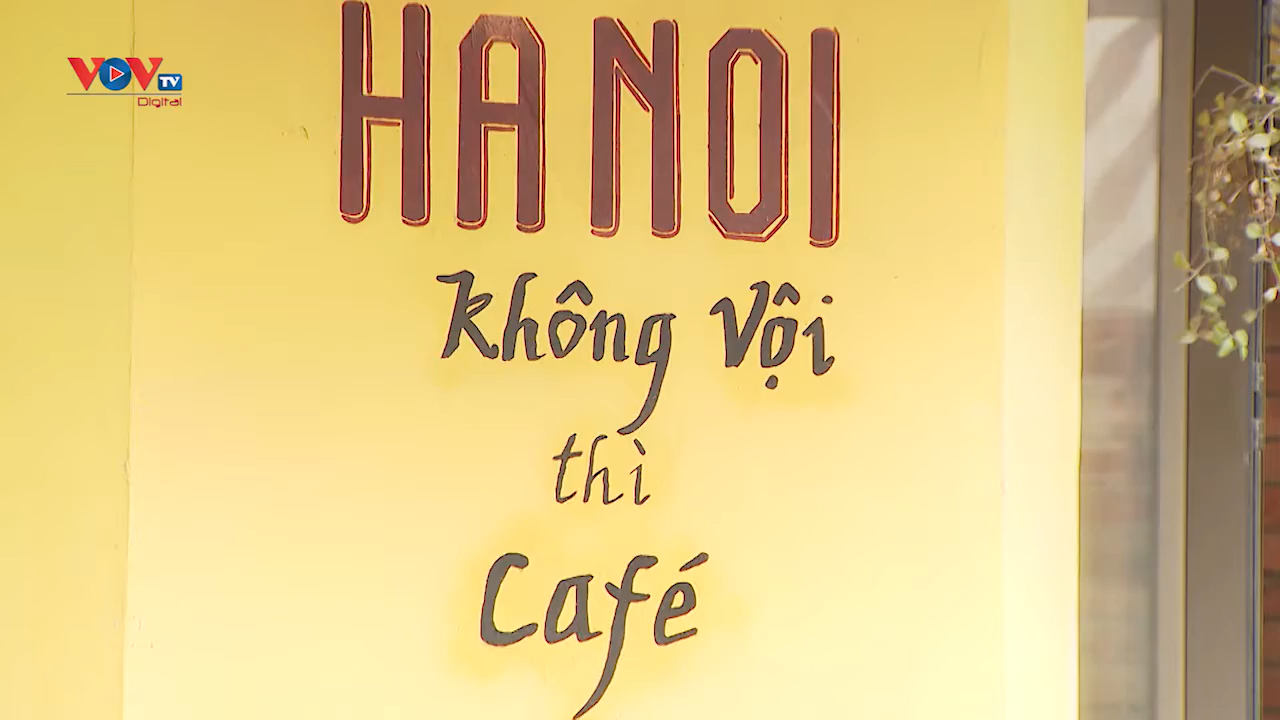 VOV TV
Digital
HA NOI
Không Vội
thì
Café